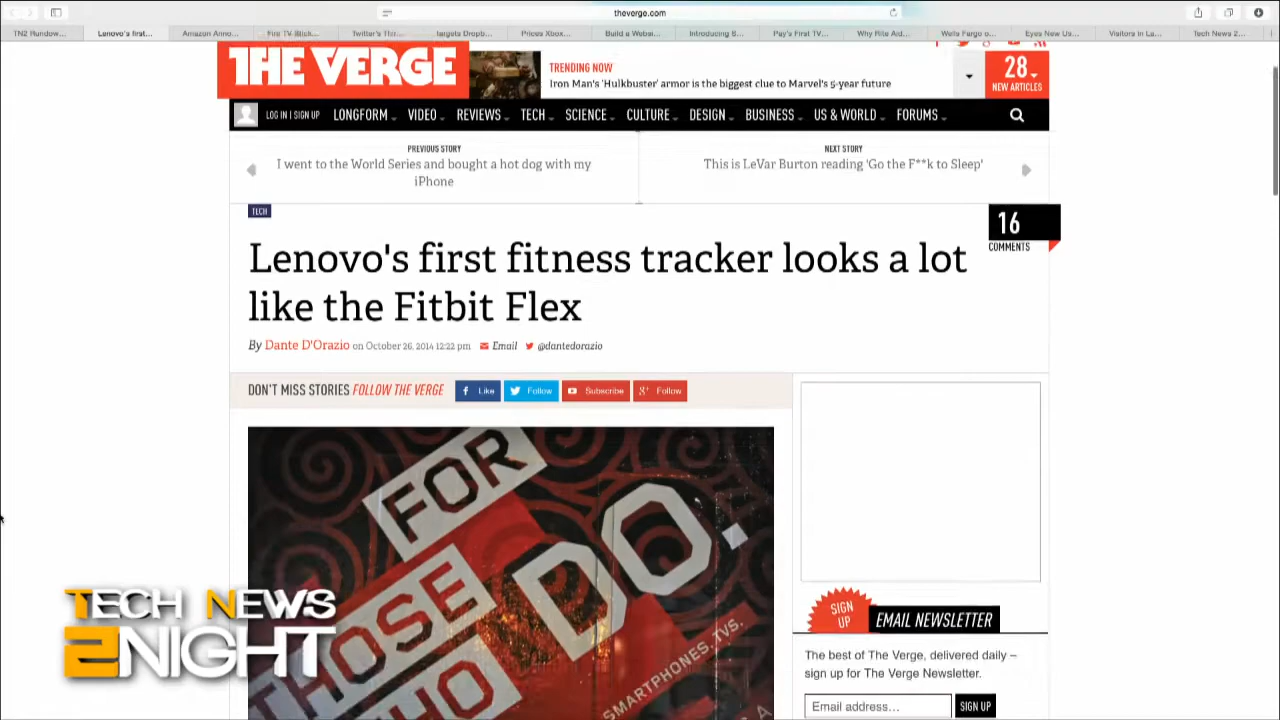 theverge.com
TN2 Rundow...
Lenovo's first...
Amazon Anno...
Fire TV Stick...
Twitter's Thr...
targets Dropb...
Prices Xbox...
Build a Websi...
Introducing S...
Pay's First TV...
Why Rite Aid...
Wells Fargo o...
Eyes New Us...
Visitors in La...
Tech News 2...
THE VERGE
TRENDING NOW
Iron Man's 'Hulkbuster' armor is the biggest clue to Marvel's 5-year future
28
NEW ARTICLES
LOG IN | SIGN UP LONGFORM VIDEO REVIEWS TECH SCIENCE CULTURE DESIGN BUSINESS US & WORLD FORUMS
PREVIOUS STORY
I went to the World Series and bought a hot dog with my
iPhone
NEXT STORY
This is LeVar Burton reading 'Go the F**k to Sleep'
TECH
16
COMMENTS
Lenovo's first fitness tracker looks a lot
like the Fitbit Flex
By Dante D'Orazio on October 26, 2014 12:22 pm Email @dantedorazio
DON'T MISS STORIES FOLLOW THE VERGE Like Follow Subscribe g+ Follow
FOR
THOSE
WHO
DO.
SMARTPHONES. TVS.
TECH NEWS
2NIGHT
SIGN
UP
EMAIL NEWSLETTER
The best of The Verge, delivered daily –
sign up for The Verge Newsletter.
Email address...
SIGN UP